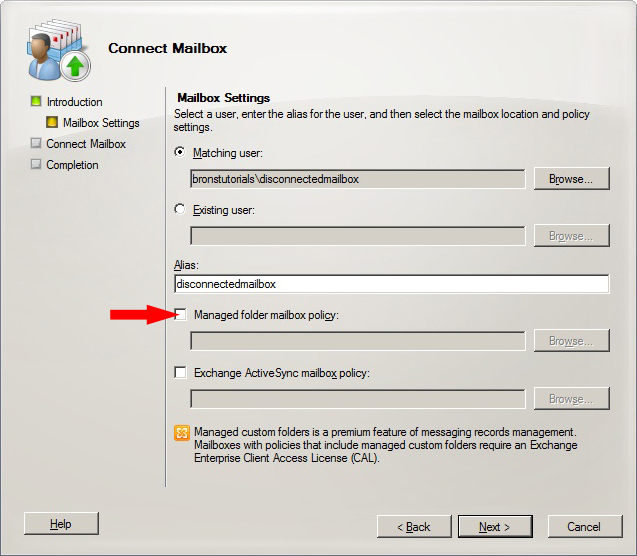 Connect Mailbox
Introduction
Mailbox Settings
Connect Mailbox
Completion
Mailbox Settings
Select a user, enter the alias for the user, and then select the mailbox location and policy
settings.
Matching user:
bronstutorials\disconnectedmailbox
Browse...
Existing user:
Browse...
Alias:
disconnectedmailbox
Managed folder mailbox policy:
Browse...
Exchange ActiveSync mailbox policy:
Browse...
Managed custom folders is a premium feature of messaging records management.
Mailboxes with policies that include managed custom folders require an Exchange
Enterprise Client Access License (CAL).
Help
< Back
Next >
Cancel